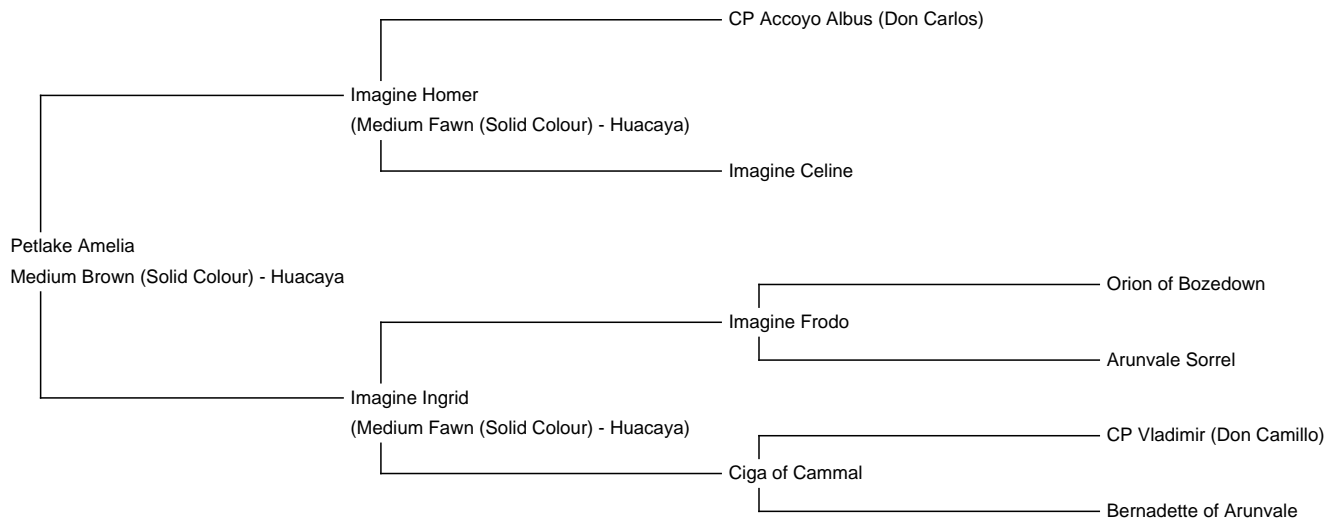 CP Accoyo Albus (Don Carlos)
Imagine Homer
(Medium Fawn (Solid Colour) - Huacaya)
Imagine Celine
Petlake Amelia
Medium Brown (Solid Colour) - Huacaya
Orion of Bozedown
Imagine Frodo
Arunvale Sorrel
Imagine Ingrid
(Medium Fawn (Solid Colour) - Huacaya)
CP Vladimir (Don Camillo)
Ciga of Cammal
Bernadette of Arunvale